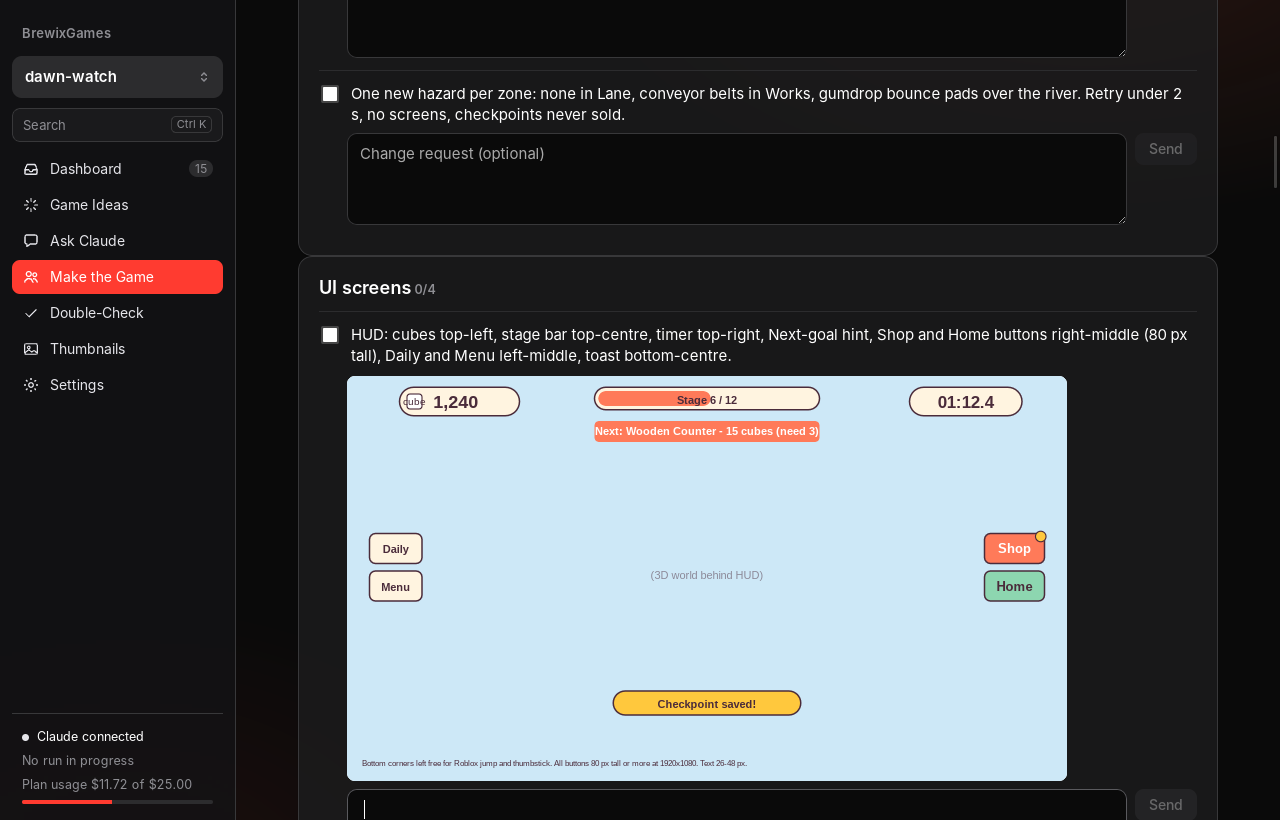 BrewixGames
dawn-watch
Search
Ctrl K
Dashboard
15
Game Ideas
Ask Claude
Make the Game
Double-Check
Thumbnails
Settings
Claude connected
No run in progress
Plan usage $11.72 of $25.00
One new hazard per zone: none in Lane, conveyor belts in Works, gumdrop bounce pads over the river. Retry under 2
s, no screens, checkpoints never sold.
Change request (optional)
Send
UI screens 0/4
HUD: cubes top-left, stage bar top-centre, timer top-right, Next-goal hint, Shop and Home buttons right-middle (80 px
tall), Daily and Menu left-middle, toast bottom-centre.
cube
1,240
Stage 6 / 12
01:12.4
Next: Wooden Counter - 15 cubes (need 3)
Daily
Shop
(3D world behind HUD)
Menu
Home
Checkpoint saved!
Bottom corners left free for Roblox jump and thumbstick. All buttons 80 px tall or more at 1920x1080. Text 26-48 px.
Send